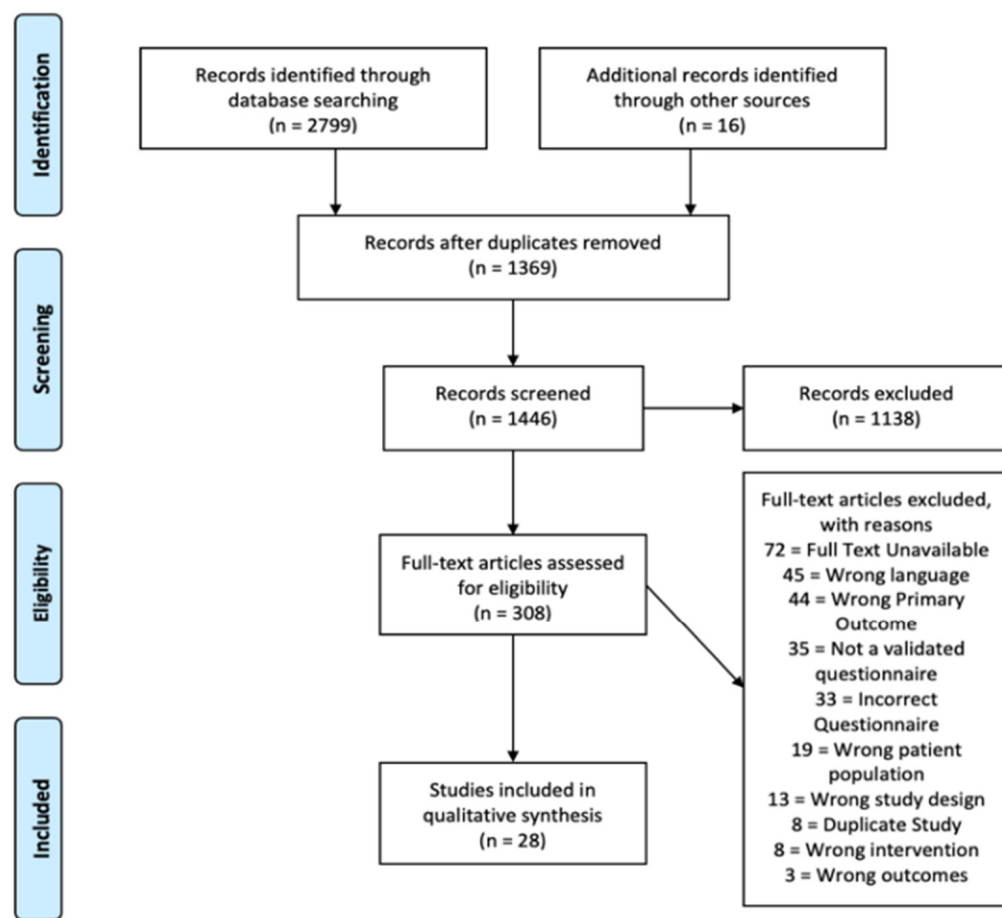 Identification
Records identified through
database searching
(n = 2799)
Additional records identified
through other sources
(n = 16)
Records after duplicates removed
(n = 1369)
Screening
Records screened
(n = 1446)
Records excluded
(n = 1138)
Eligibility
Full-text articles assessed
for eligibility
(n = 308)
Full-text articles excluded,
with reasons
72 = Full Text Unavailable
45 = Wrong language
44 = Wrong Primary
Outcome
35 = Not a validated
questionnaire
33 = Incorrect
Questionnaire
19 = Wrong patient
population
13 = Wrong study design
8 = Duplicate Study
8 = Wrong intervention
3 = Wrong outcomes
Included
Studies included in
qualitative synthesis
(n = 28)